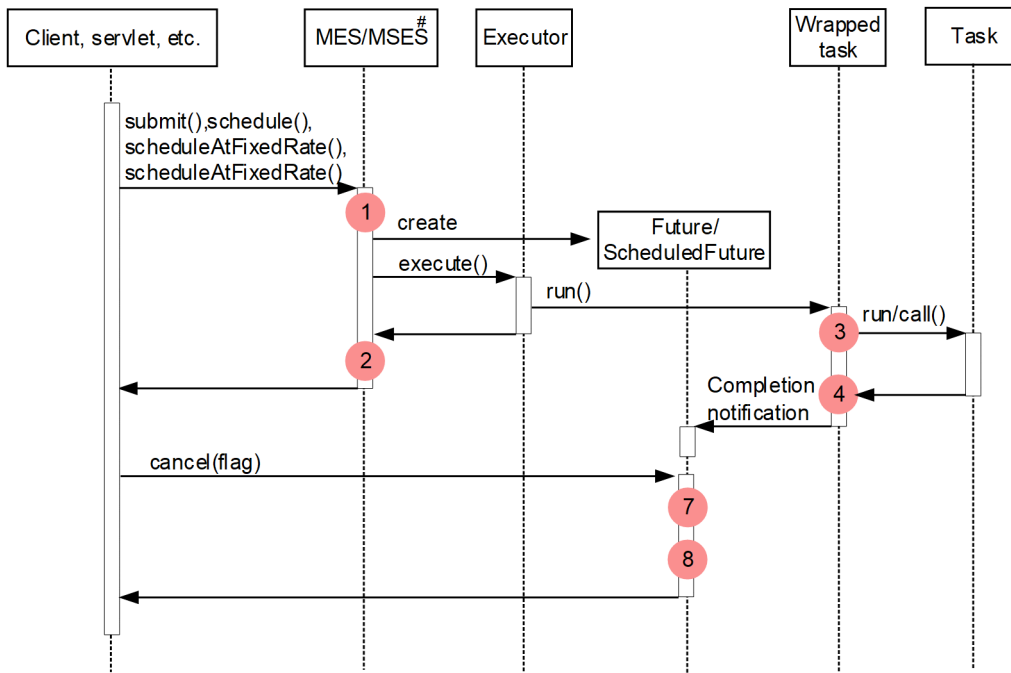 Client, servlet, etc.
MES/MSES#
Executor
Wrapped
task
Task
submit(),schedule(),
scheduleAtFixedRate(),
scheduleAtFixedRate()
1
create
Future/
ScheduledFuture
execute()
run()
3
run/call()
2
Completion
notification
4
cancel(flag)
7
8